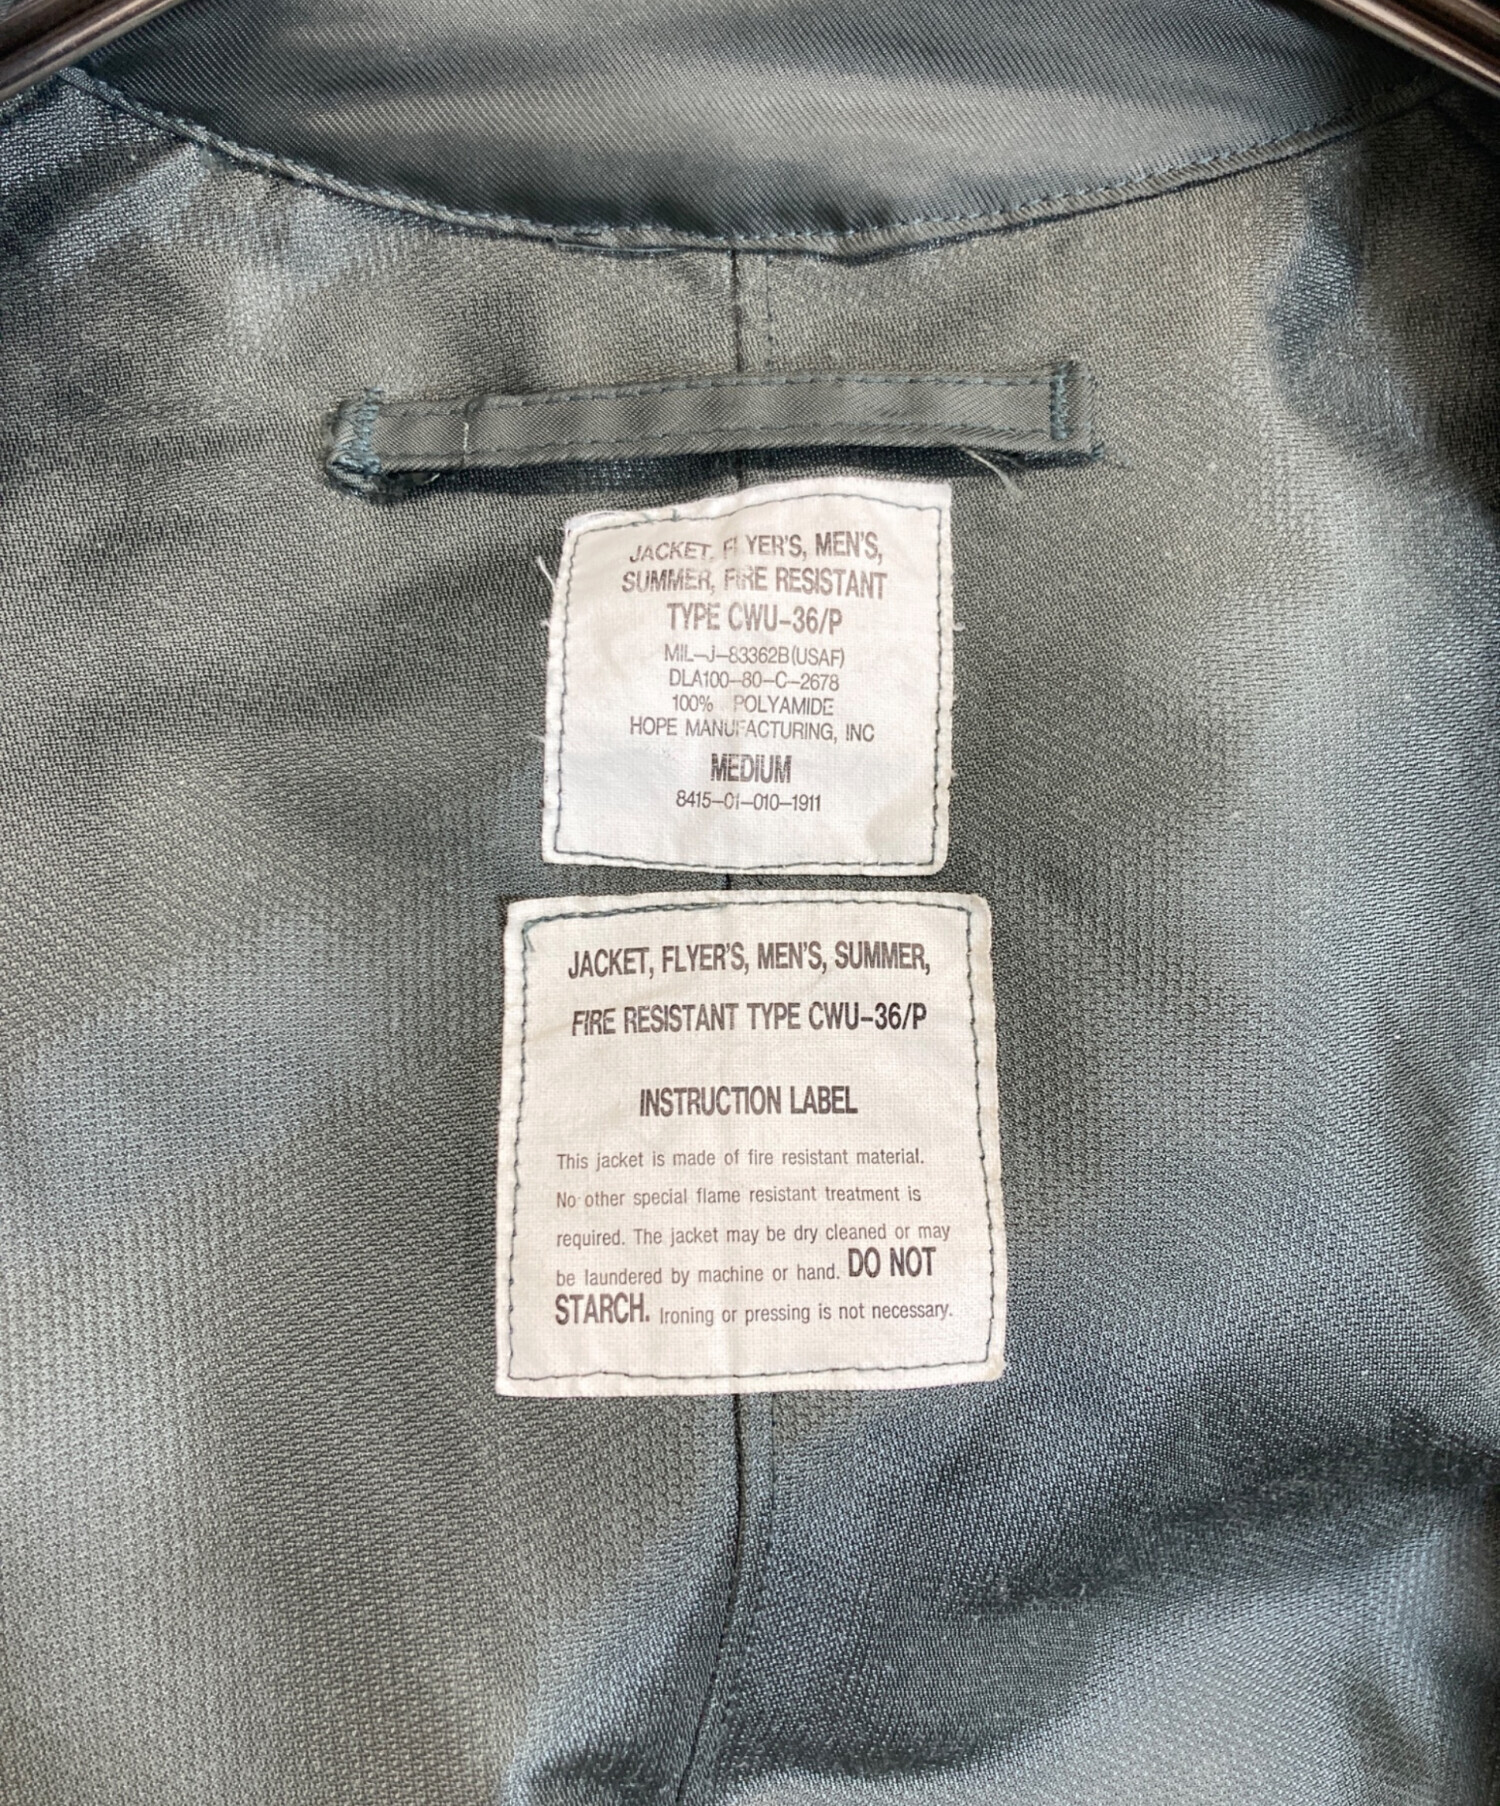 JACKET, FLYER'S, MEN'S,
SUMMER, FIRE RESISTANT
TYPE CWU-36/P
MIL-J-83362B(USAF)
DLA100-80-C-2678
100% POLYAMIDE
HOPE MANUFACTURING, INC
MEDIUM
8415-01-010-1911
JACKET, FLYER'S, MEN'S, SUMMER,
FIRE RESISTANT TYPE CWU-36/P
INSTRUCTION LABEL
This jacket is made of fire resistant material.
No other special flame resistant treatment is
required. The jacket may be dry cleaned or may
be laundered by machine or hand. DO NOT
STARCH. Ironing or pressing is not necessary.